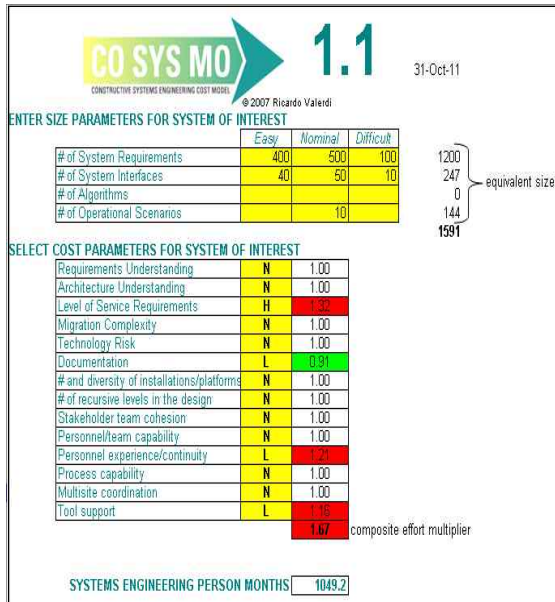 CO SYS MO
CONSTRUCTIVE SYSTEMS ENGINEERING COST MODEL
1.1
31-Oct-11
© 2007 Ricardo Valerdi
ENTER SIZE PARAMETERS FOR SYSTEM OF INTEREST
Easy Nominal Difficult
# of System Requirements 400 500 100 1200
# of System Interfaces 40 50 10 247
equivalent size
# of Algorithms 0
# of Operational Scenarios 10 144
1591
SELECT COST PARAMETERS FOR SYSTEM OF INTEREST
Requirements Understanding N 1.00
Architecture Understanding N 1.00
Level of Service Requirements H 1.32
Migration Complexity N 1.00
Technology Risk N 1.00
Documentation L 0.91
# and diversity of installations/platforms N 1.00
# of recursive levels in the design N 1.00
Stakeholder team cohesion N 1.00
Personnel/team capability N 1.00
Personnel experience/continuity L 1.21
Process capability N 1.00
Multisite coordination N 1.00
Tool support L 1.16
1.67 composite effort multiplier
SYSTEMS ENGINEERING PERSON MONTHS 1049.2